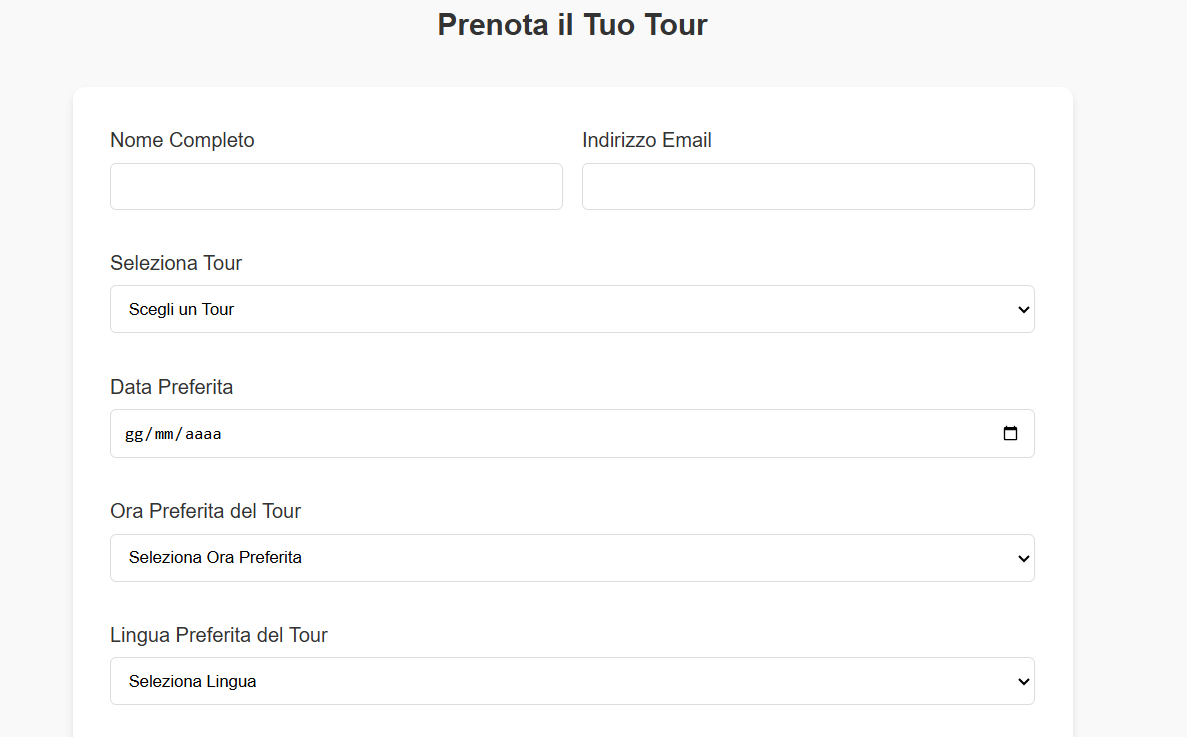 Prenota il Tuo Tour
Nome Completo
Indirizzo Email
Seleziona Tour
Scegli un Tour
Data Preferita
gg/mm/aaaa
Ora Preferita del Tour
Seleziona Ora Preferita
Lingua Preferita del Tour
Seleziona Lingua